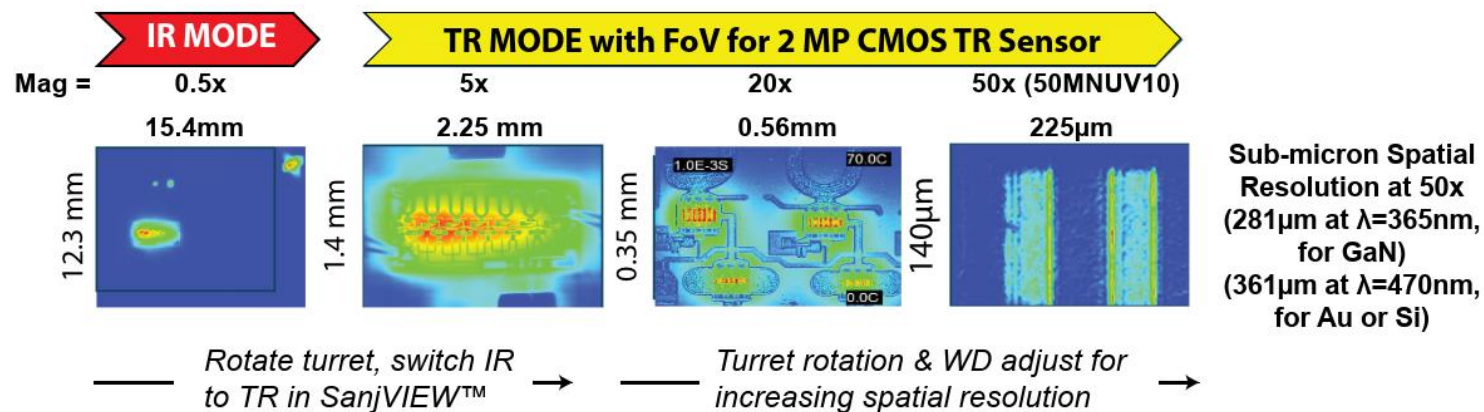 IR MODE
TR MODE with FoV for 2 MP CMOS TR Sensor
Mag =
0.5x
5x
20x
50x (50MNUV10)
15.4mm
2.25 mm
0.56mm
225µm
12.3 mm
1.4 mm
0.35 mm
1.0E-3S
70.0C
0.0C
140µm
Sub-micron Spatial
Resolution at 50x
(281µm at λ=365nm,
for GaN)
(361µm at λ=470nm,
for Au or Si)
Rotate turret, switch IR
to TR in SanjVIEW™
Turret rotation & WD adjust for
increasing spatial resolution